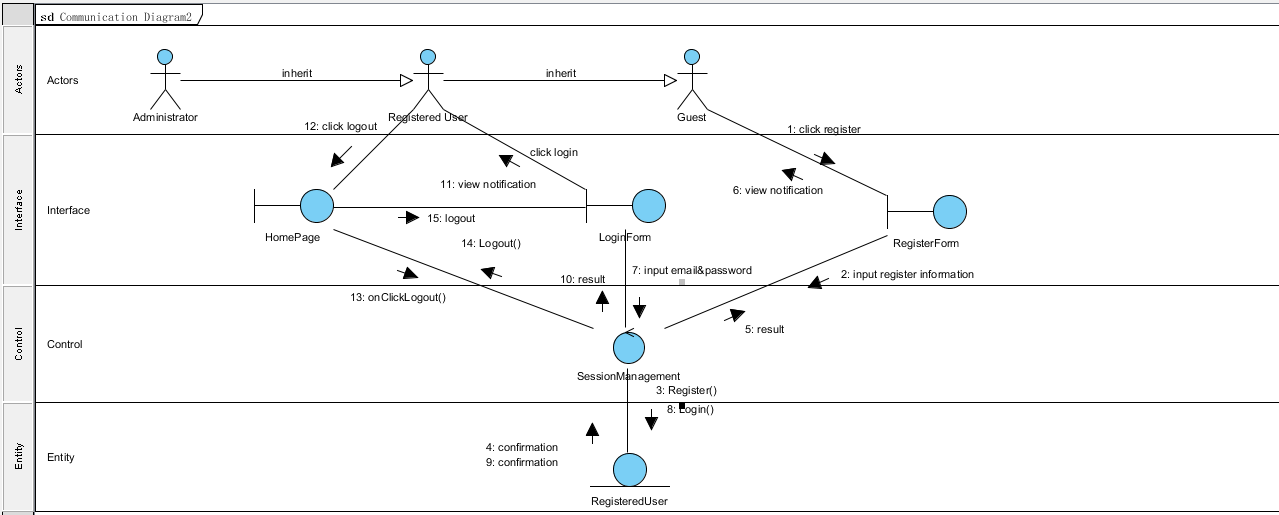 sd Communication Diagram2
Actors
Actors
Administrator
inherit
Registered User
inherit
Guest
12: click logout
1: click register
click login
11: view notification
6: view notification
Interface
Interface
HomePage
15: logout
LoginForm
RegisterForm
14: Logout()
10: result
7: input email&password
2: input register information
13: onClickLogout()
5: result
Control
Control
SessionManagement
3: Register()
8: Login()
Entity
Entity
4: confirmation
9: confirmation
RegisteredUser